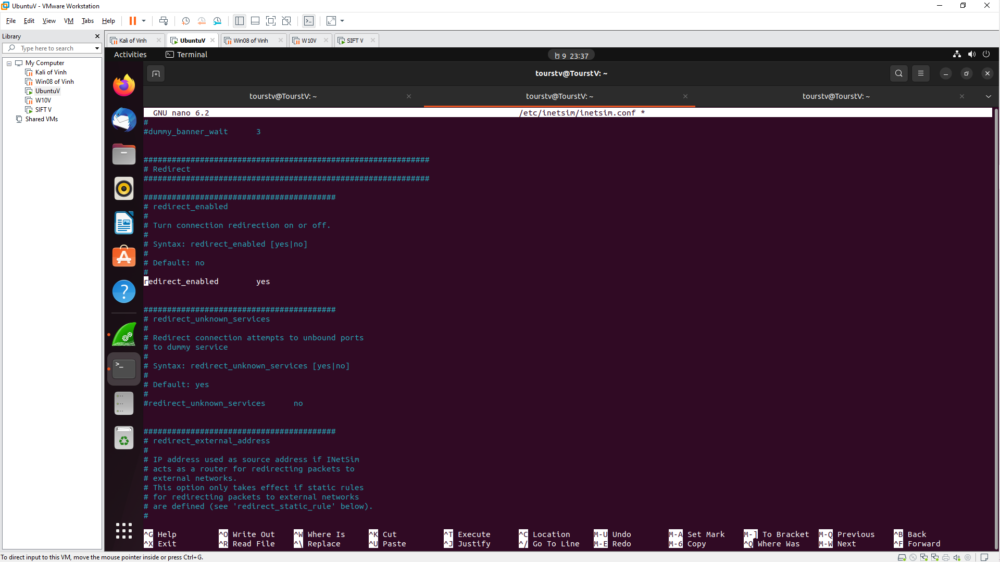 UbuntuV - VMware Workstation
File Edit View VM Tabs Help
Library
Type here to search
My Computer
Kali of Vinh
Win08 of Vinh
UbuntuV
W10V
SIFT V
Shared VMs
Kali of Vinh UbuntuV Win08 of Vinh W10V SIFT V
Activities Terminal 9 23:37
tourstv@TourstV: ~
tourstv@TourstV: ~ tourstv@TourstV: ~ tourstv@TourstV: ~
GNU nano 6.2 /etc/inetsim/inetsim.conf *
#
#dummy_banner_wait 3
#############################################################
# Redirect
#############################################################
#########################################
# redirect_enabled
#
# Turn connection redirection on or off.
#
# Syntax: redirect_enabled [yes|no]
#
# Default: no
#
redirect_enabled yes
#########################################
# redirect_unknown_services
#
# Redirect connection attempts to unbound ports
# to dummy service
#
# Syntax: redirect_unknown_services [yes|no]
#
# Default: yes
#
#redirect_unknown_services no
#########################################
# redirect_external_address
#
# IP address used as source address if INetSim
# acts as a router for redirecting packets to
# external networks.
# This option only takes effect if static rules
# for redirecting packets to external networks
# are defined (see 'redirect_static_rule' below).
#
^G Help ^O Write Out ^W Where Is ^K Cut ^T Execute ^C Location M-U Undo M-A Set Mark M-] To Bracket M-Q Previous ^B Back
^X Exit ^R Read File ^\ Replace ^U Paste ^J Justify ^/ Go To Line M-E Redo M-6 Copy ^Q Where Was M-W Next ^F Forward
To direct input to this VM, move the mouse pointer inside or press Ctrl+G.